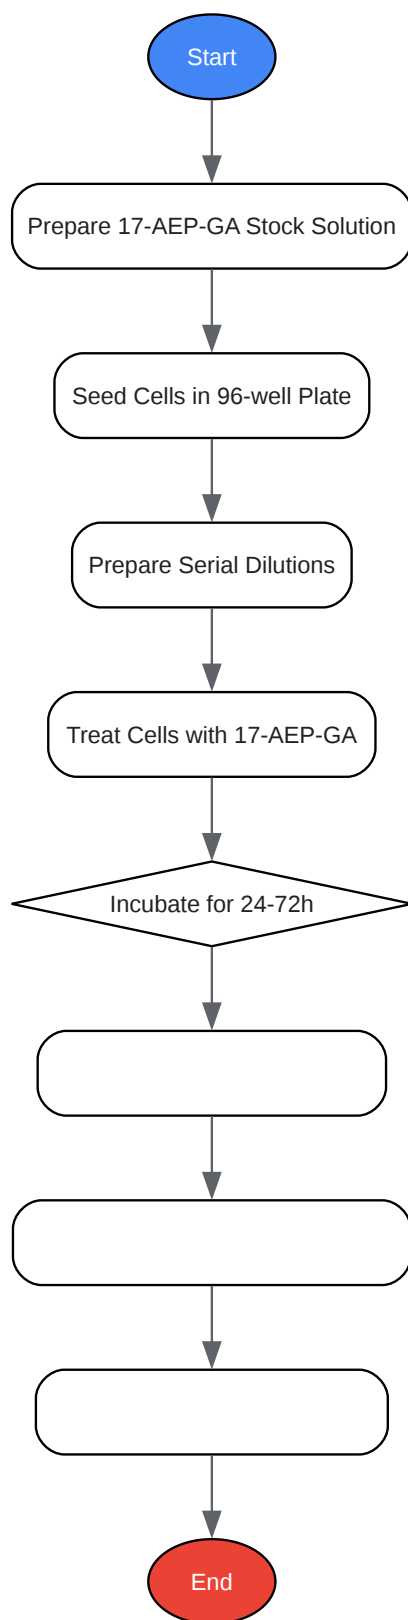 Start
Prepare 17-AEP-GA Stock Solution
Seed Cells in 96-well Plate
Prepare Serial Dilutions
Treat Cells with 17-AEP-GA
Incubate for 24-72h
End